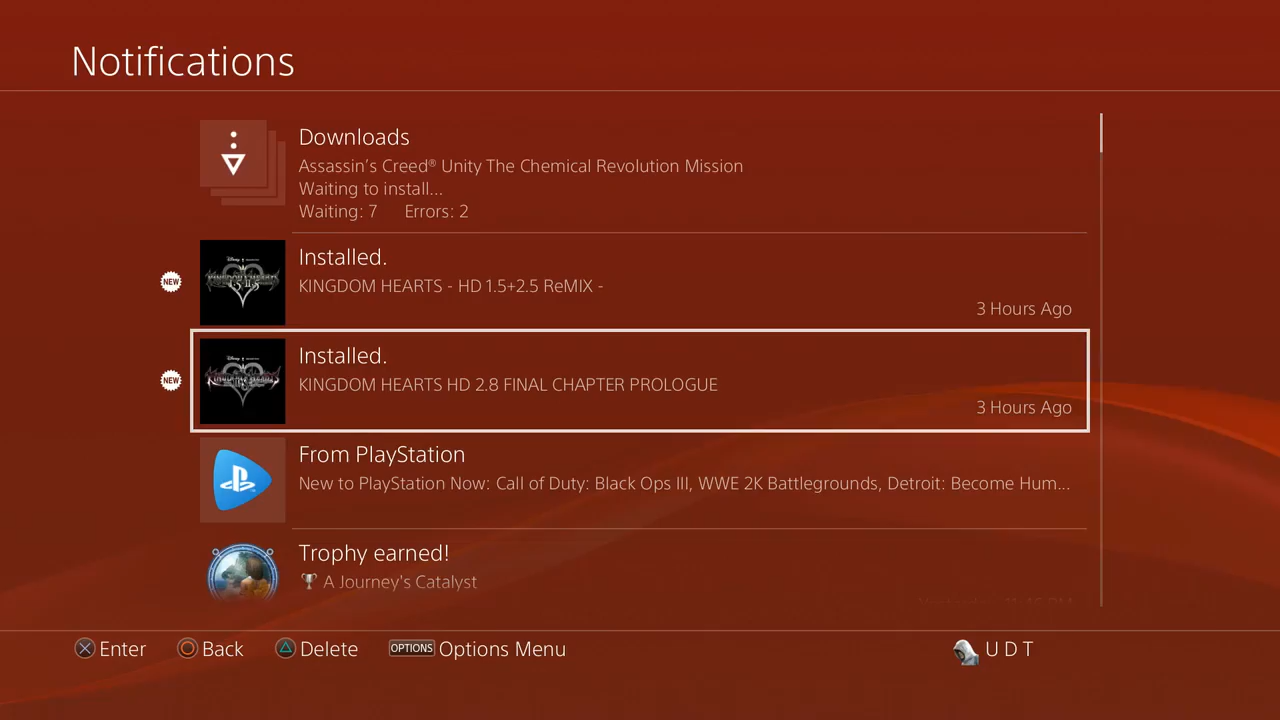 Notifications
Downloads
Assassin's Creed® Unity The Chemical Revolution Mission
Waiting to install...
Waiting: 7 Errors: 2
NEW
Installed.
KINGDOM HEARTS - HD 1.5+2.5 ReMIX -
3 Hours Ago
NEW
Installed.
KINGDOM HEARTS HD 2.8 FINAL CHAPTER PROLOGUE
3 Hours Ago
From PlayStation
New to PlayStation Now: Call of Duty: Black Ops III, WWE 2K Battlegrounds, Detroit: Become Hum...
Trophy earned!
A Journey's Catalyst
Enter Back Delete OPTIONS Options Menu U D T